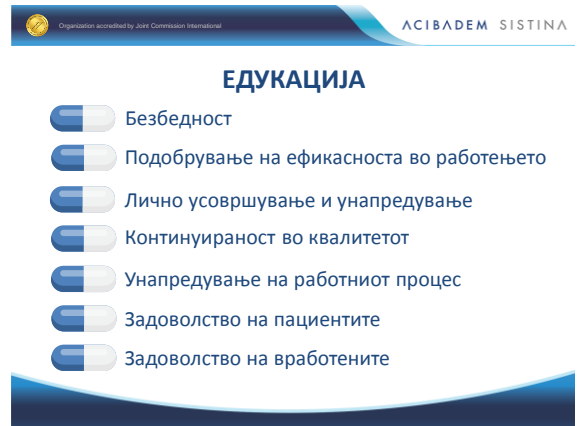 Organization accredited by Joint Commission International
ACIBADEM SISTINA
ЕДУКАЦИЈА
Безбедност
Подобрување на ефикасноста во работењето
Лично усовршување и унапредување
Континуираност во квалитетот
Унапредување на работниот процес
Задоволство на пациентите
Задоволство на вработените